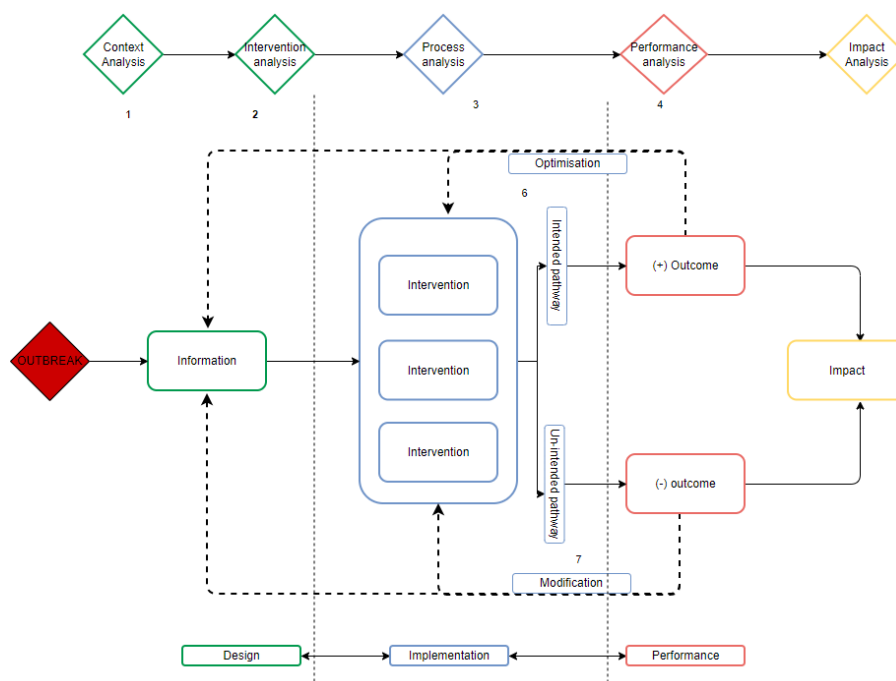 Context
Analysis
Intervention
analysis
Process
analysis
Performance
analysis
Impact
Analysis
1
2
3
4
Optimisation
6
Intended pathway
(+) Outcome
Intervention
OUTBREAK
Information
Intervention
Impact
Intervention
Un-intended pathway
(-) outcome
7
Modification
Design
Implementation
Performance